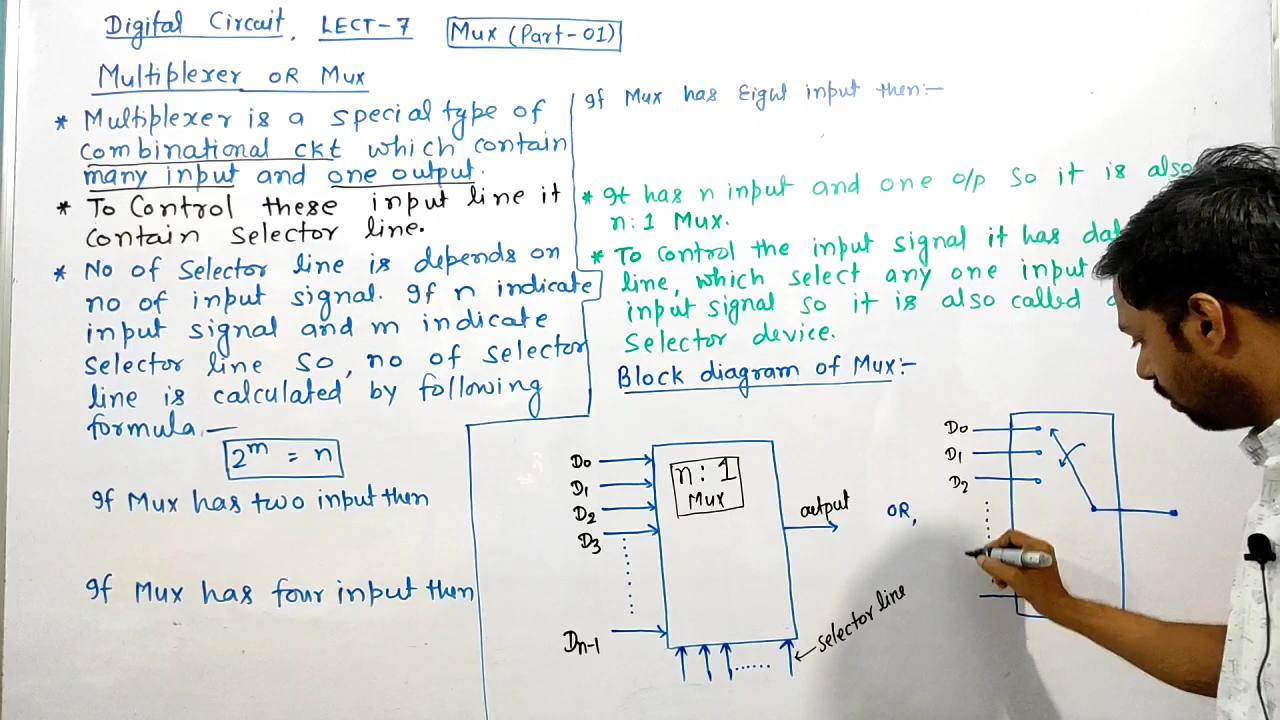 Digital Circuit, LECT-7 Mux (Part-01)
Multiplexer OR Mux
* Multiplexer is a special type of
combinational ckt which contain
many input and one output.
* To Control these input line it
contain selector line.
* No of Selector line is depends on
no of input signal. If n indicate
input signal and m indicate
selector line so, no of selector
line is calculated by following
formula.—
2^m = n
If Mux has two input then
If Mux has four input then
If Mux has Eight input then:-
* It has n input and one o/p so it is also
n:1 Mux.
* To control the input signal it has
line, which select any one input
input signal so it is also called
selector device.
Block diagram of Mux:-
D0
D1
D2
D3
Dn-1
n:1
Mux
output
selector line
OR,
D0
D1
D2